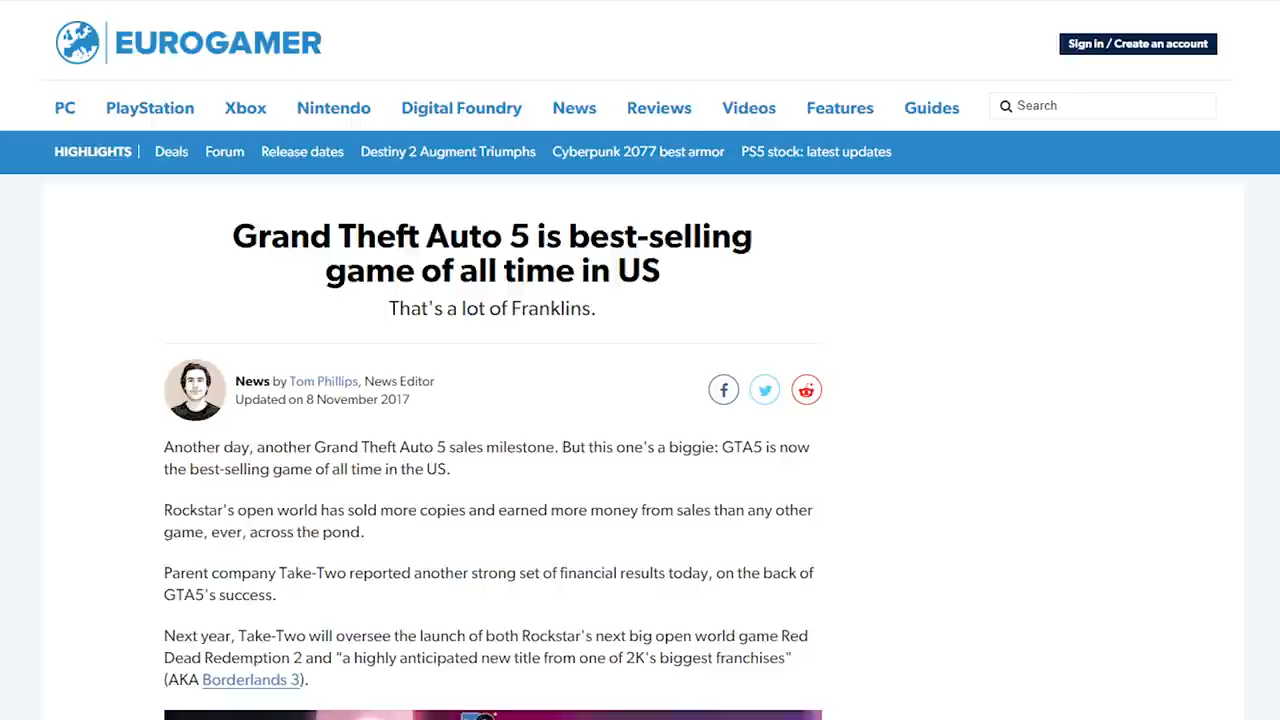 EUROGAMER
Sign in / Create an account
PC PlayStation Xbox Nintendo Digital Foundry News Reviews Videos Features Guides Search
HIGHLIGHTS Deals Forum Release dates Destiny 2 Augment Triumphs Cyberpunk 2077 best armor PS5 stock: latest updates
Grand Theft Auto 5 is best-selling
game of all time in US
That's a lot of Franklins.
News by Tom Phillips, News Editor
Updated on 8 November 2017
Another day, another Grand Theft Auto 5 sales milestone. But this one's a biggie: GTA5 is now
the best-selling game of all time in the US.
Rockstar's open world has sold more copies and earned more money from sales than any other
game, ever, across the pond.
Parent company Take-Two reported another strong set of financial results today, on the back of
GTA5's success.
Next year, Take-Two will oversee the launch of both Rockstar's next big open world game Red
Dead Redemption 2 and "a highly anticipated new title from one of 2K's biggest franchises"
(AKA Borderlands 3).